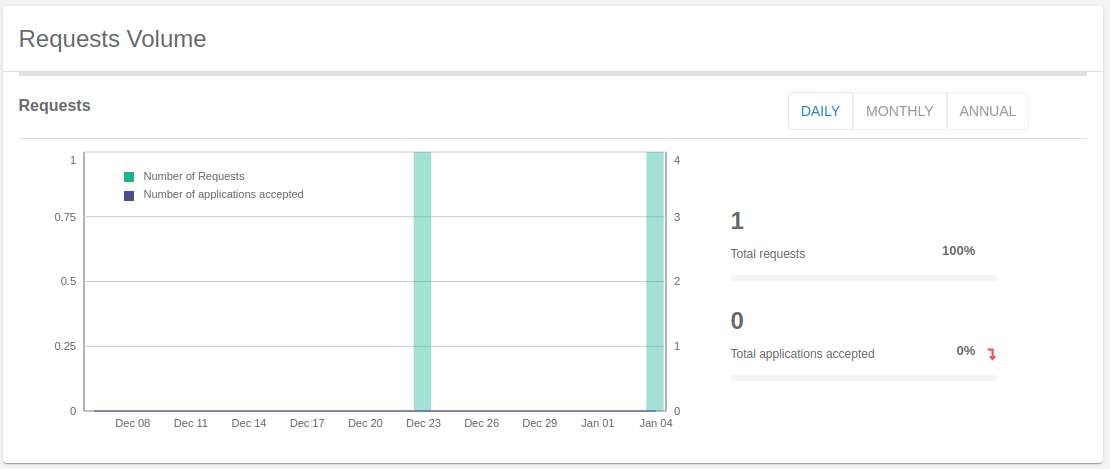 Requests Volume
Requests
DAILY MONTHLY ANNUAL
1 4
Number of Requests
Number of applications accepted
0.75 3
0.5 2
0.25 1
0 0
Dec 08 Dec 11 Dec 14 Dec 17 Dec 20 Dec 23 Dec 26 Dec 29 Jan 01 Jan 04
1
Total requests 100%
0
Total applications accepted 0%